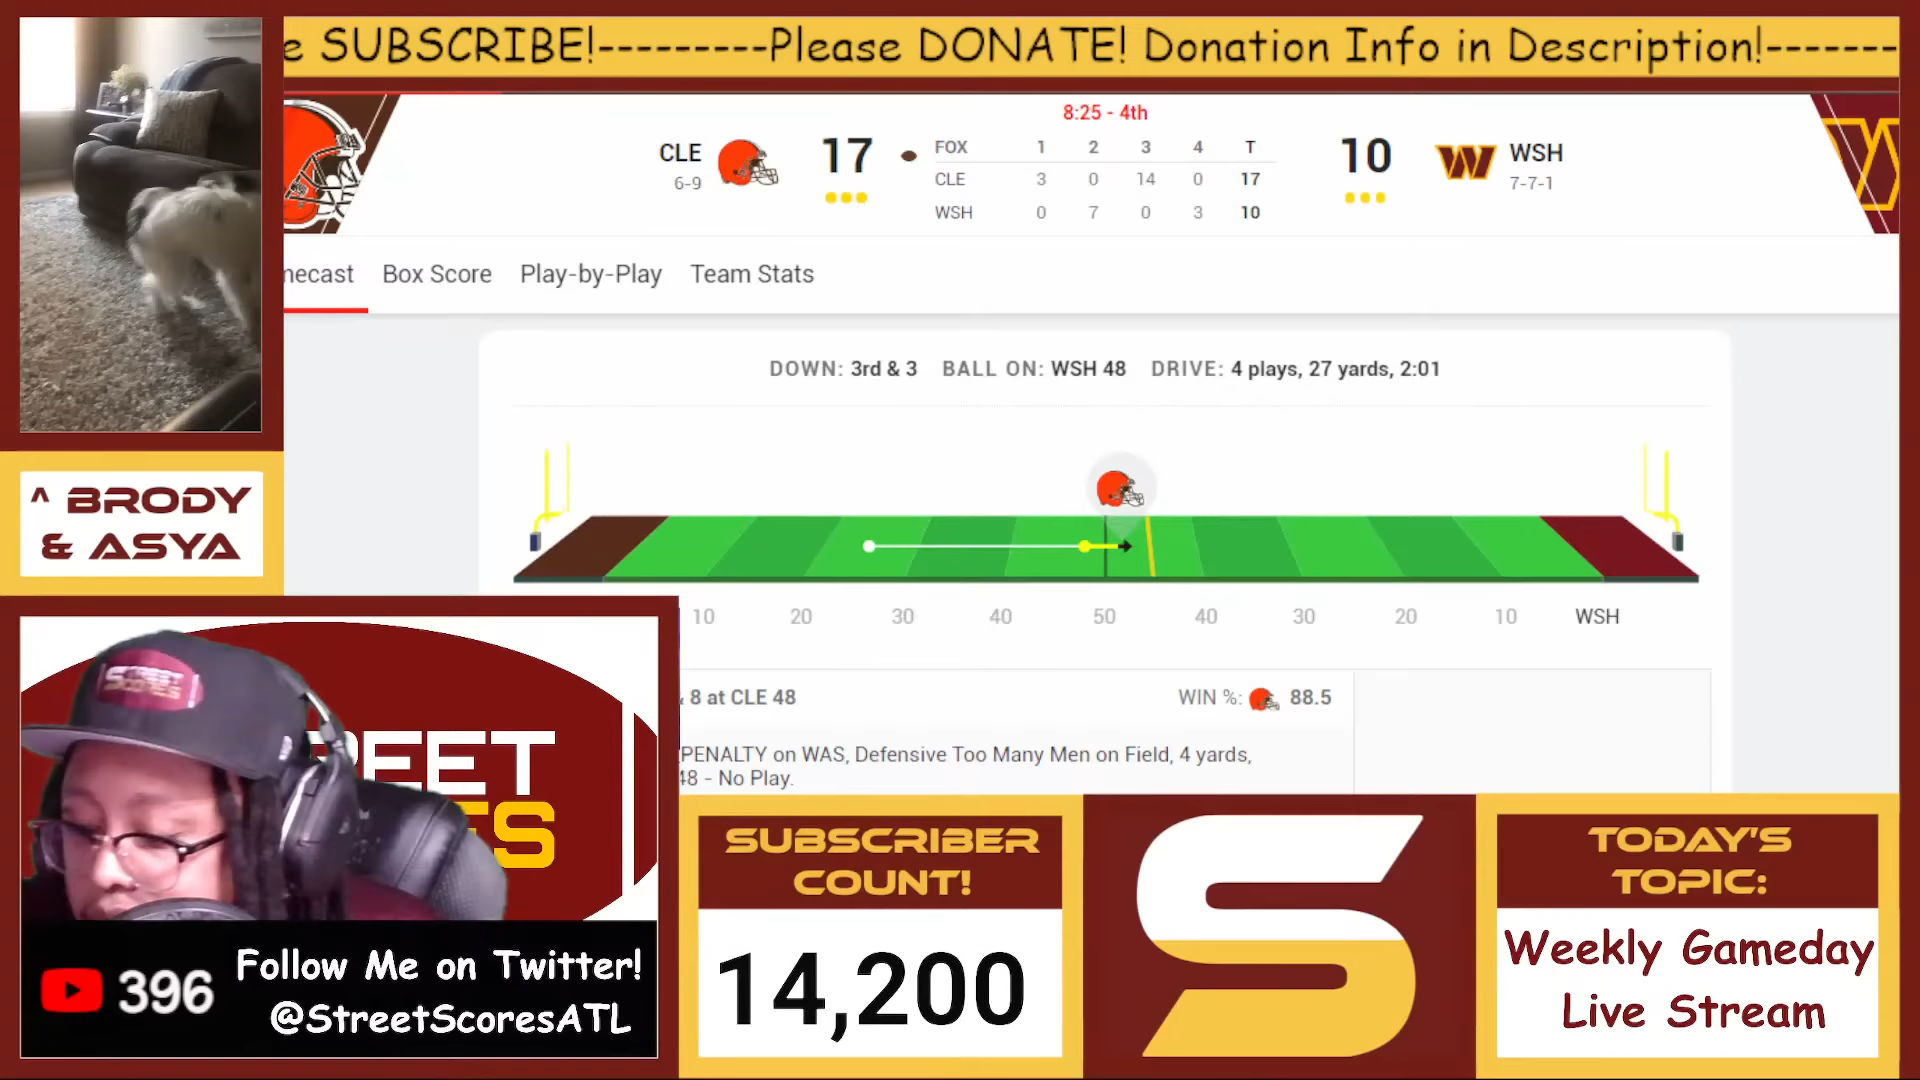 e SUBSCRIBE!---------Please DONATE! Donation Info in Description!-------
8:25 - 4th
CLE 17 FOX 1 2 3 4 T 10 WSH
6-9 CLE 3 0 14 0 17 7-7-1
WSH 0 7 0 3 10
necast Box Score Play-by-Play Team Stats
DOWN: 3rd & 3 BALL ON: WSH 48 DRIVE: 4 plays, 27 yards, 2:01
10 20 30 40 50 40 30 20 10 WSH
8 at CLE 48 WIN %: 88.5
PENALTY on WAS, Defensive Too Many Men on Field, 4 yards,
48 - No Play.
^ BRODY
& ASYA
STREET
SCORES
REET
ES
396
Follow Me on Twitter!
@StreetScoresATL
SUBSCRIBER
COUNT!
14,200
S
TODAY'S
TOPIC:
Weekly Gameday
Live Stream